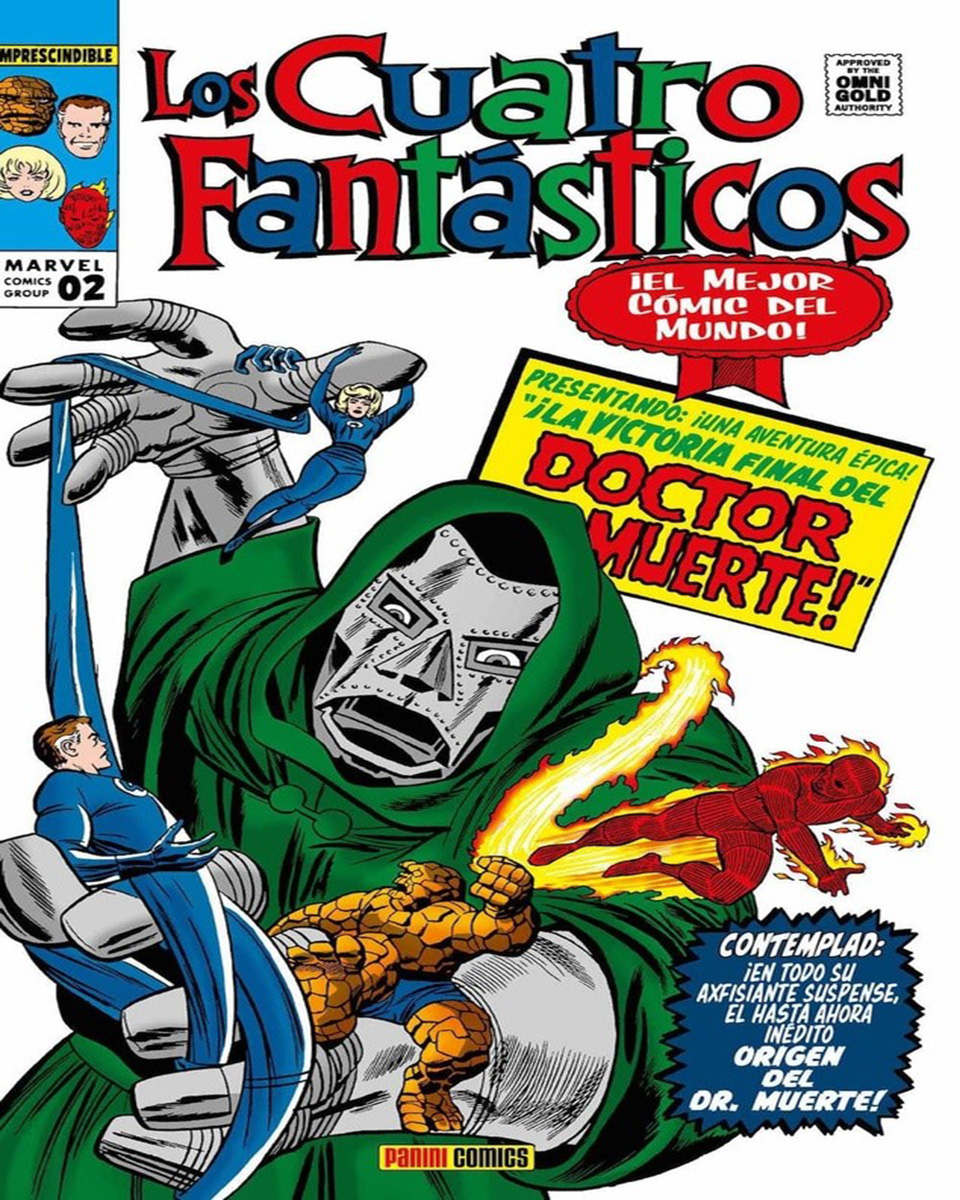 IMPRESCINDIBLE
MARVEL
COMICS
GROUP 02
Los Cuatro
Fantásticos
APPROVED
BY THE
OMNI
GOLD
AUTHORITY
¡EL MEJOR
CÓMIC DEL
MUNDO!
PRESENTANDO: ¡UNA AVENTURA ÉPICA!
"¡LA VICTORIA FINAL DEL
DOCTOR
MUERTE!"
CONTEMPLAD:
¡EN TODO SU
AXFISIANTE SUSPENSE,
EL HASTA AHORA
INÉDITO
ORIGEN
DEL
DR. MUERTE!
PANINI COMICS